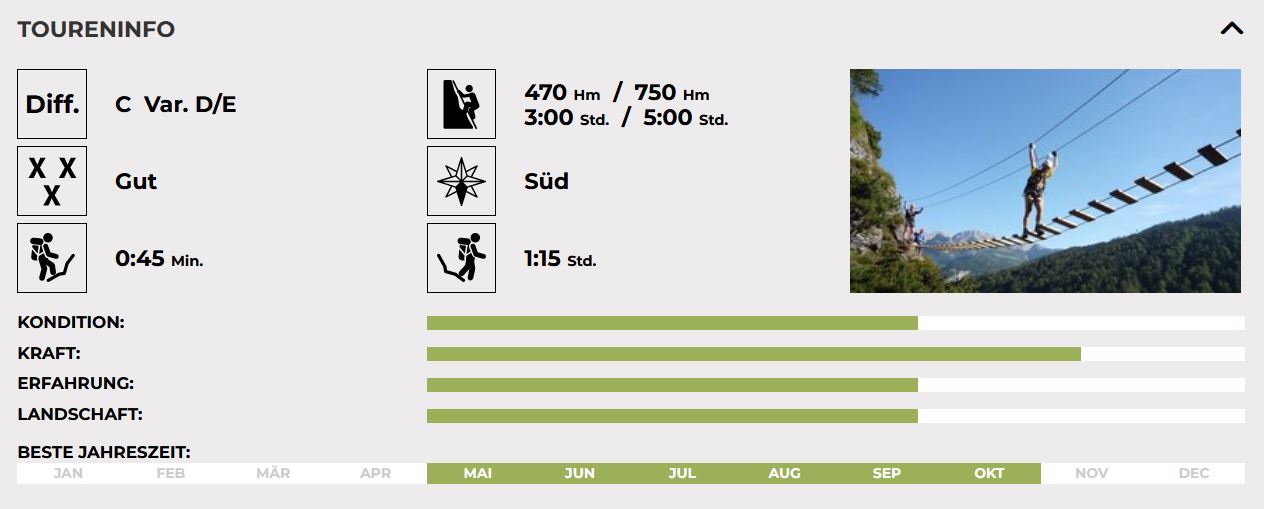 TOURENINFO
Diff.
C Var. D/E
470 Hm / 750 Hm
3:00 Std. / 5:00 Std.
X X
X
Gut
Süd
0:45 Min.
1:15 Std.
KONDITION:
KRAFT:
ERFAHRUNG:
LANDSCHAFT:
BESTE JAHRESZEIT:
JAN FEB MÄR APR MAI JUN JUL AUG SEP OKT NOV DEC